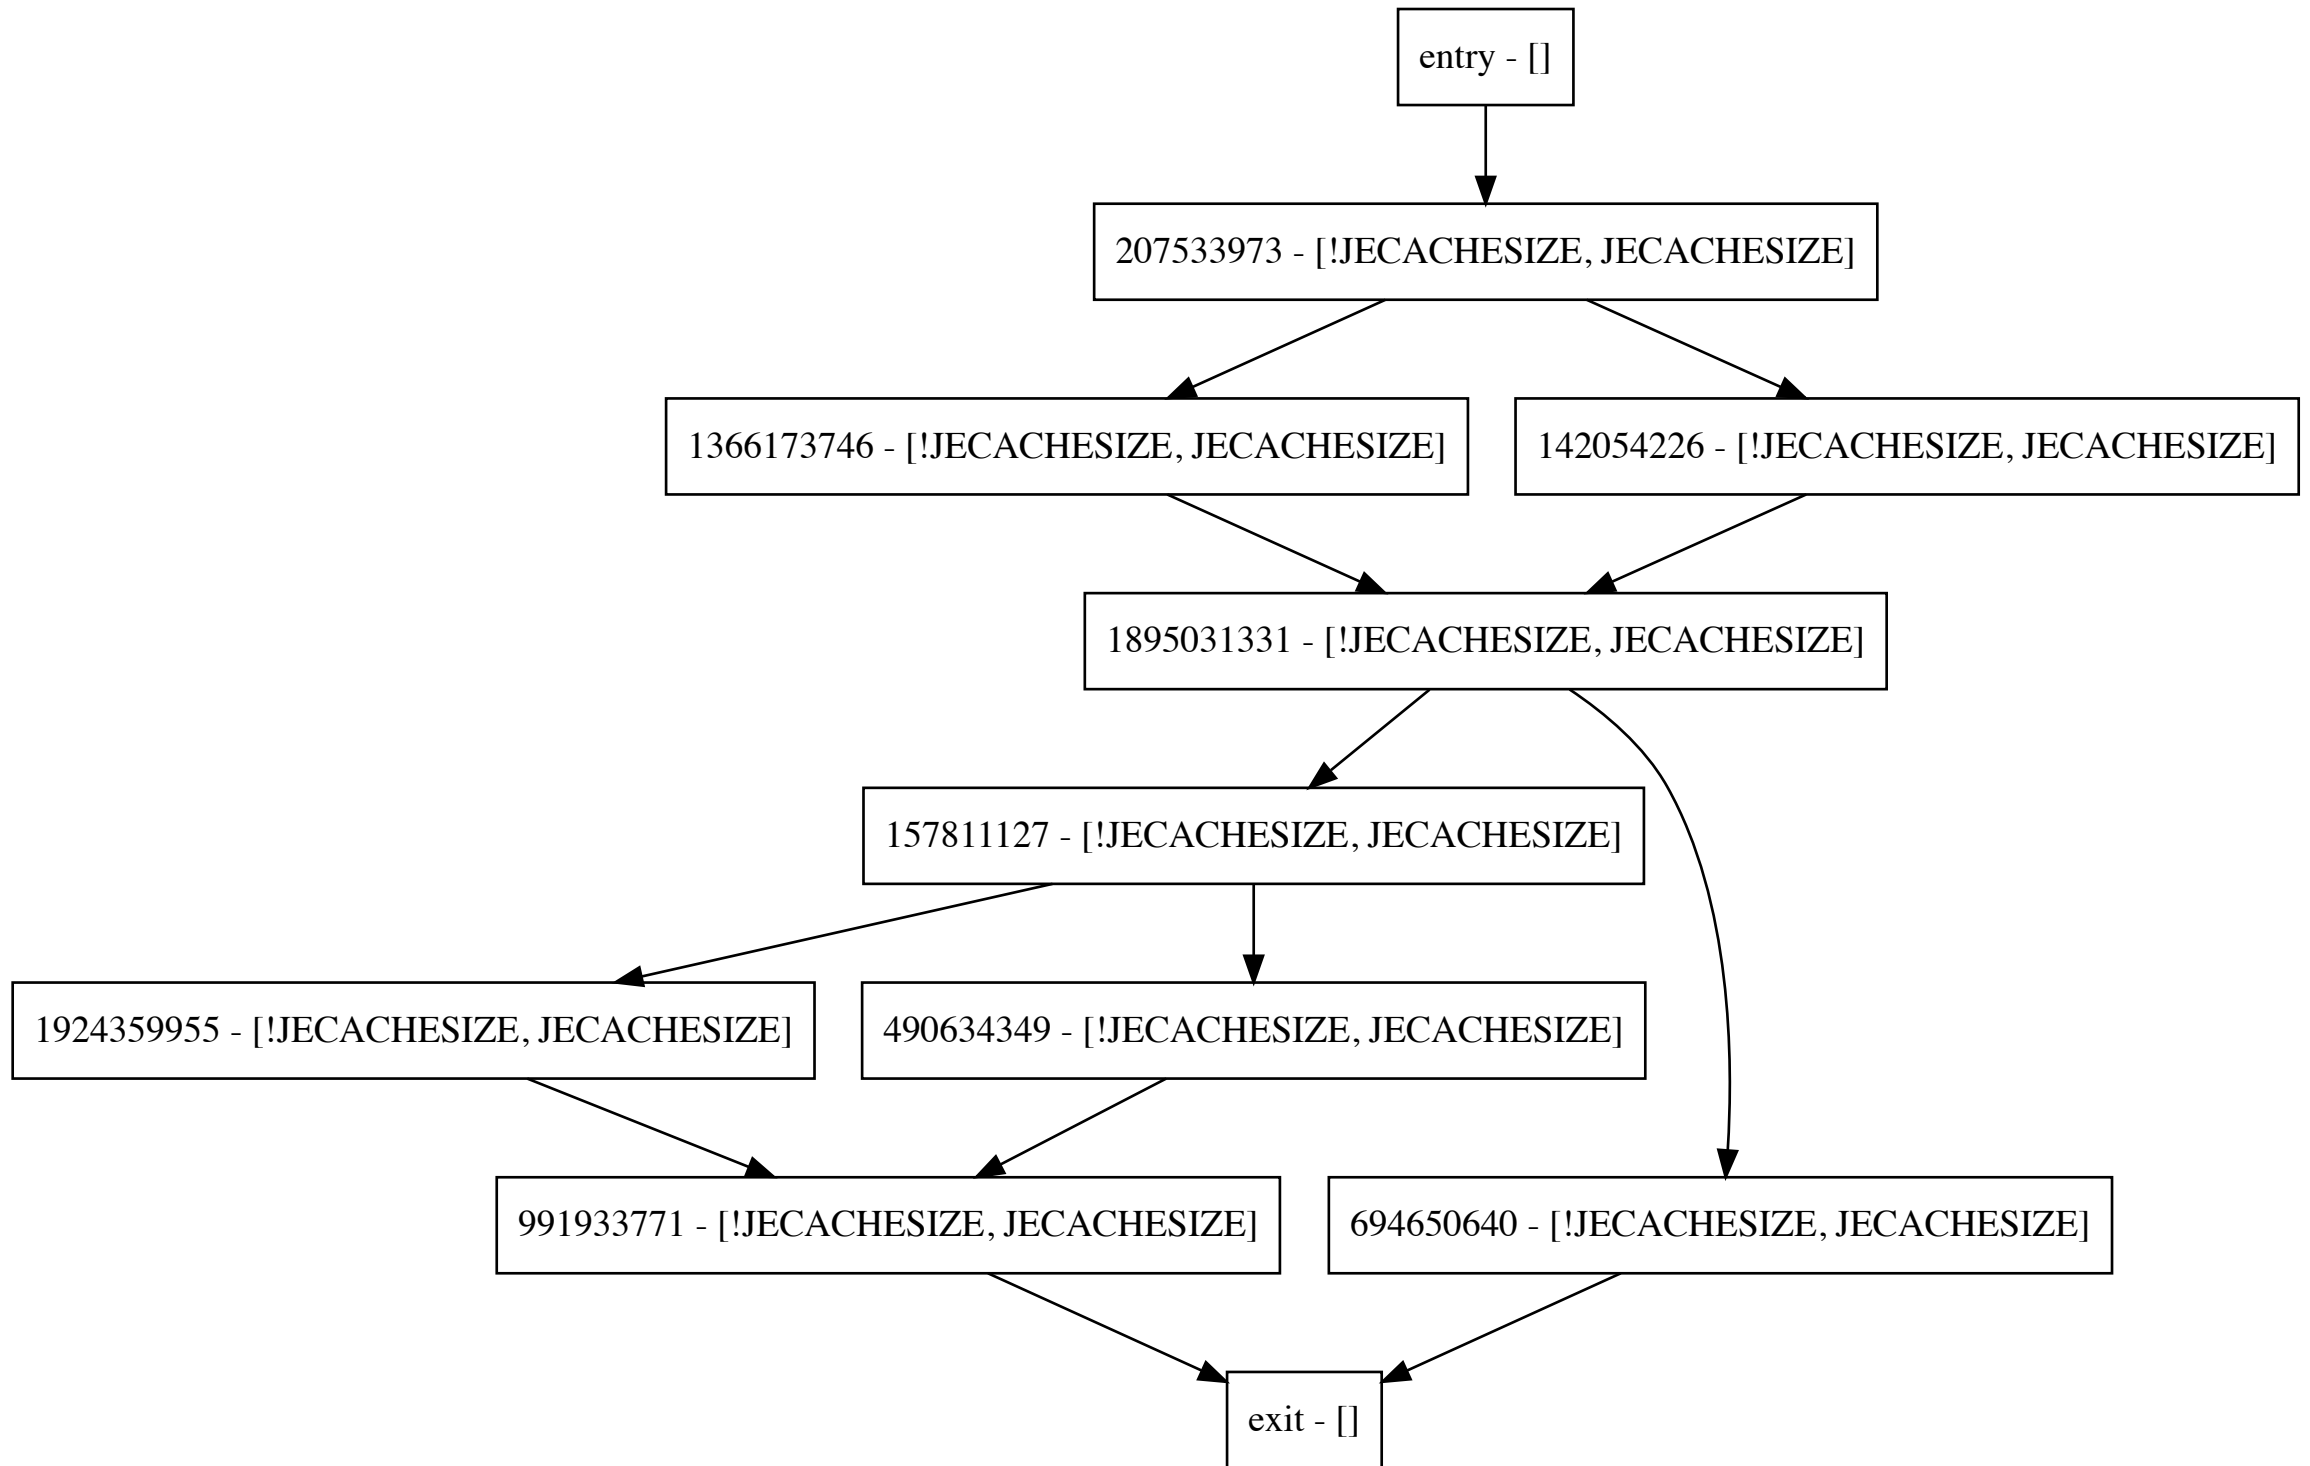 entry - []
207533973 - [!JECACHESIZE, JECACHESIZE]
1366173746 - [!JECACHESIZE, JECACHESIZE]
142054226 - [!JECACHESIZE, JECACHESIZE]
1895031331 - [!JECACHESIZE, JECACHESIZE]
157811127 - [!JECACHESIZE, JECACHESIZE]
1924359955 - [!JECACHESIZE, JECACHESIZE]
490634349 - [!JECACHESIZE, JECACHESIZE]
991933771 - [!JECACHESIZE, JECACHESIZE]
694650640 - [!JECACHESIZE, JECACHESIZE]
exit - []